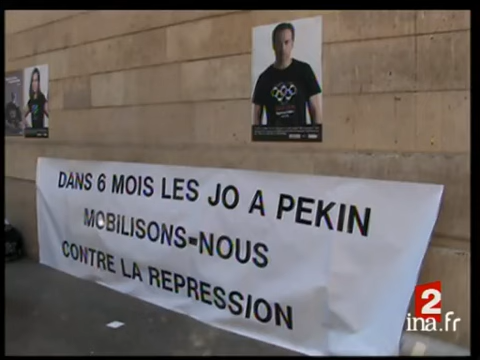 DANS 6 MOIS LES JO A PEKIN
MOBILISONS-NOUS
CONTRE LA REPRESSION
2
ina.fr